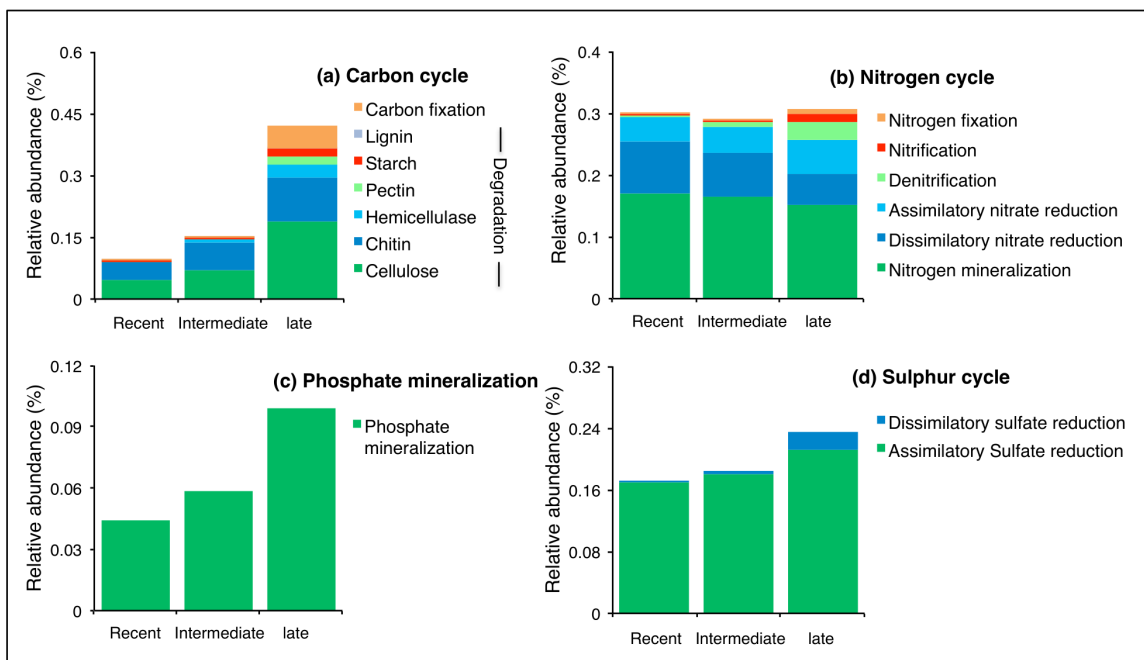 (a) Carbon cycle
Relative abundance (%)
0.6
0.45
0.3
0.15
0
Carbon fixation
Lignin
Starch
Pectin
Hemicellulase
Chitin
Cellulose
Degradation
Recent Intermediate late
(b) Nitrogen cycle
Relative abundance (%)
0.4
0.3
0.2
0.1
0
Nitrogen fixation
Nitrification
Denitrification
Assimilatory nitrate reduction
Dissimilatory nitrate reduction
Nitrogen mineralization
Recent Intermediate late
(c) Phosphate mineralization
Relative abundance (%)
0.12
0.09
0.06
0.03
0
Phosphate
mineralization
Recent Intermediate late
(d) Sulphur cycle
Relative abundance (%)
0.32
0.24
0.16
0.08
0
Dissimilatory sulfate reduction
Assimilatory Sulfate reduction
Recent Intermediate late